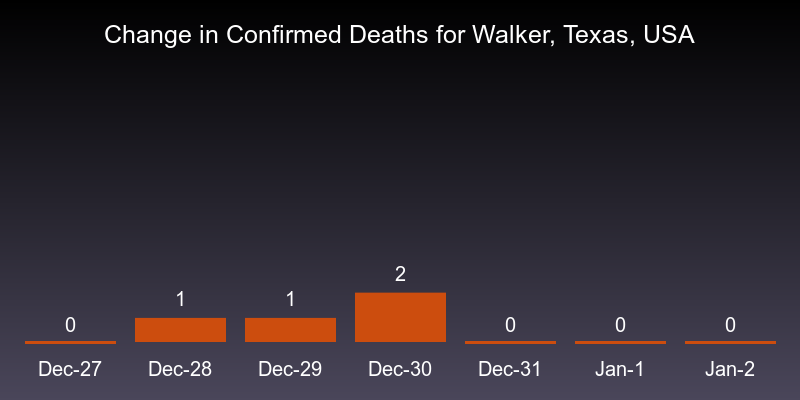 Change in Confirmed Deaths for Walker, Texas, USA
0 1 1 2 0 0 0
Dec-27 Dec-28 Dec-29 Dec-30 Dec-31 Jan-1 Jan-2